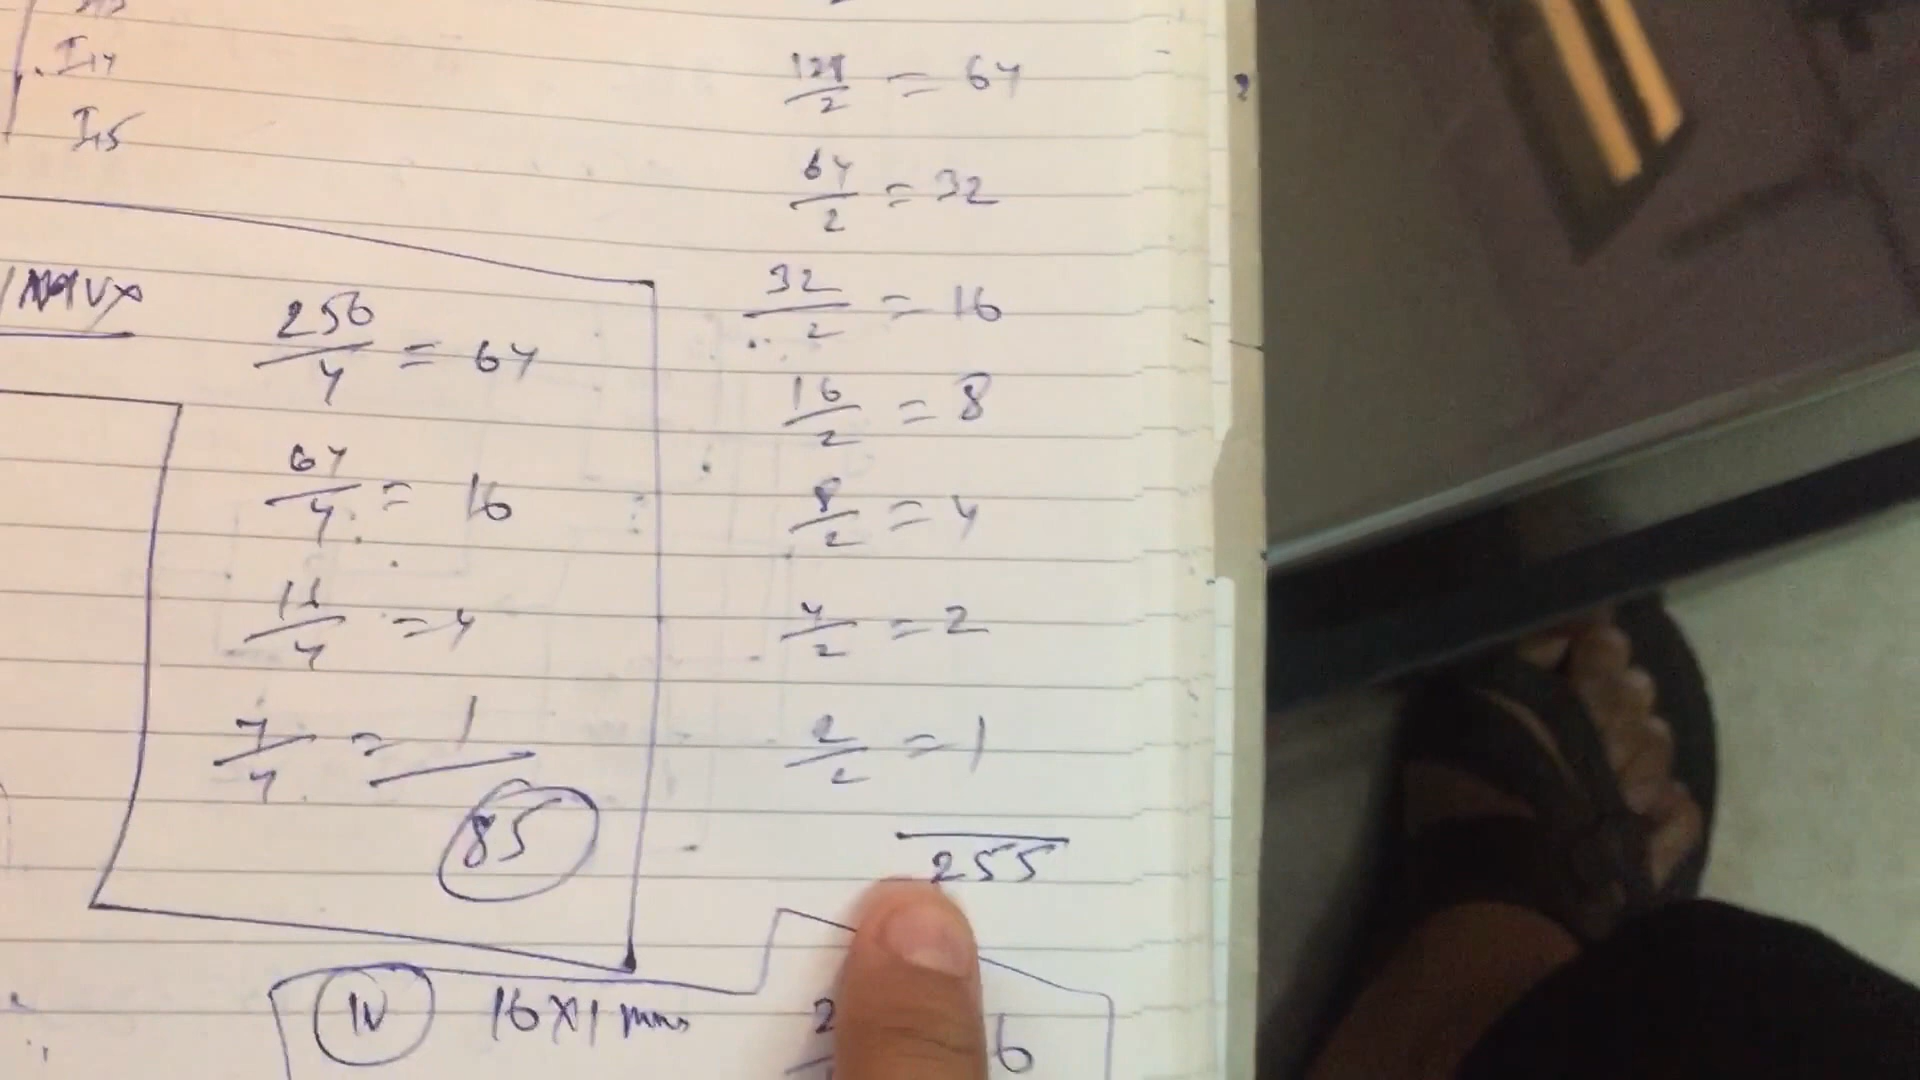 I14
I15
MUX
256/4 = 64
64/4 = 16
16/4 = 4
4/4 = 1
85
128/2 = 64
64/2 = 32
32/2 = 16
16/2 = 8
8/2 = 4
4/2 = 2
2/2 = 1
255
IV 16X1 mux